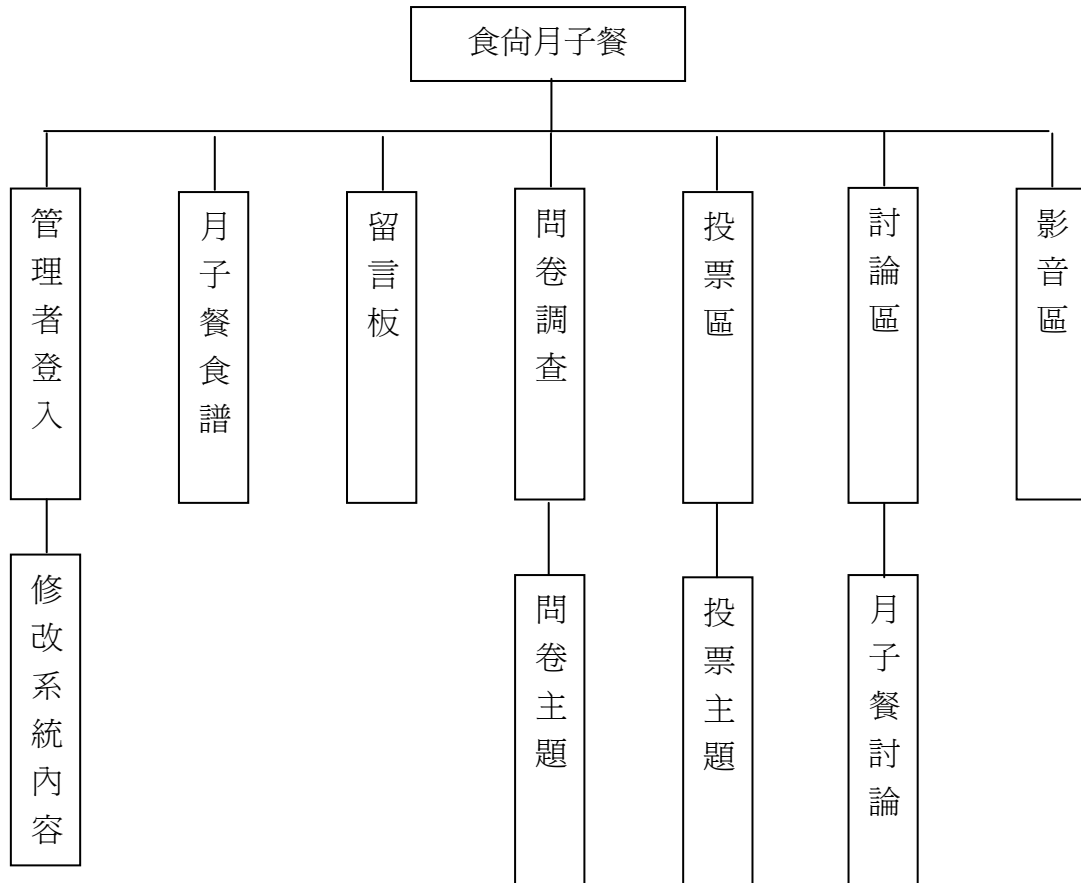 食尙月子餐
管理者登入
月子餐食譜
留言板
問卷調查
投票區
討論區
影音區
修改系統內容
問卷主題
投票主題
月子餐討論